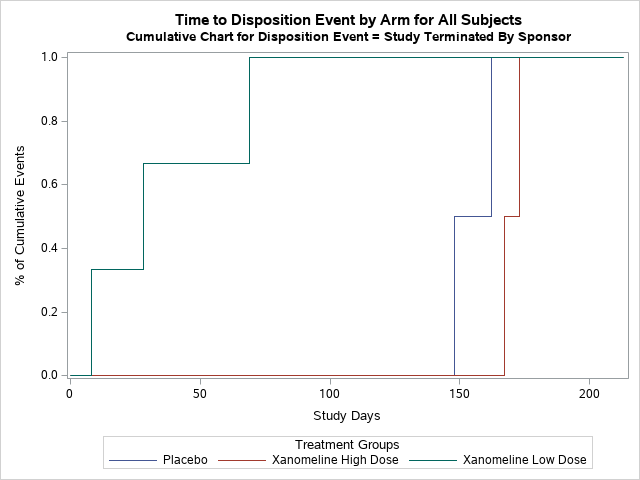 Time to Disposition Event by Arm for All Subjects
Cumulative Chart for Disposition Event = Study Terminated By Sponsor
% of Cumulative Events
1.0
0.8
0.6
0.4
0.2
0.0
0 50 100 150 200
Study Days
Treatment Groups
Placebo Xanomeline High Dose Xanomeline Low Dose